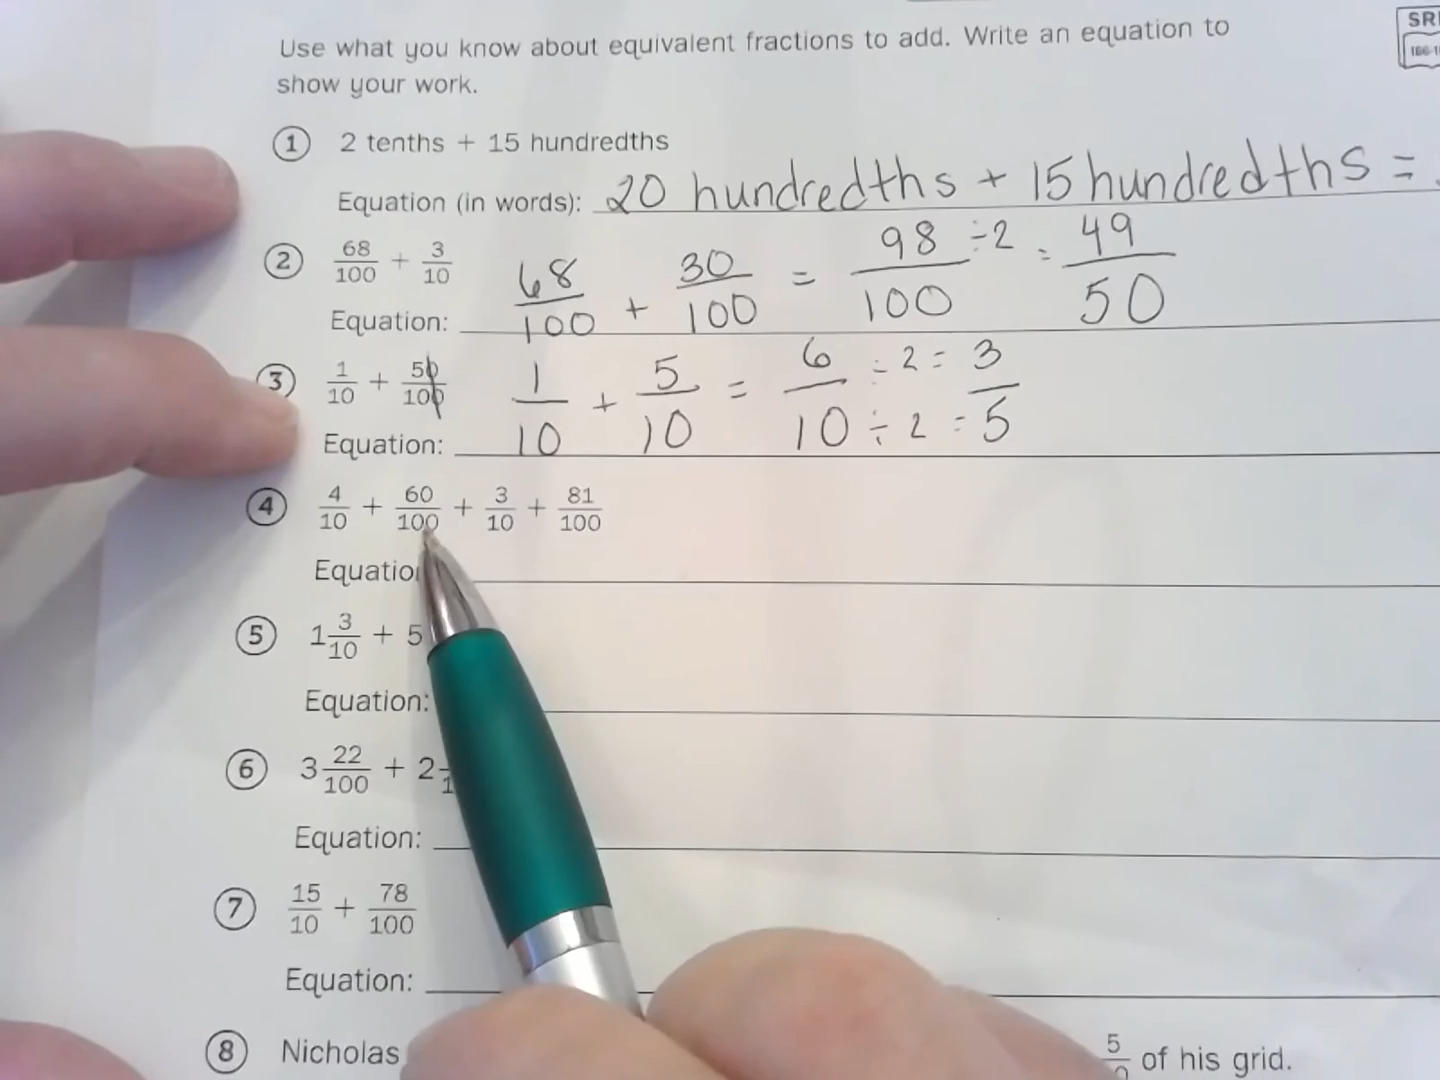 Use what you know about equivalent fractions to add. Write an equation to
show your work.
SR
1 2 tenths + 15 hundredths
Equation (in words): 20 hundredths + 15 hundredths =
2 68/100 + 3/10
Equation: 68/100 + 30/100 = 98/100 ÷2 = 49/50
3 1/10 + 50/100
Equation: 1/10 + 5/10 = 6/10 ÷ 2 = ÷ 2 = 3/5
4 4/10 + 60/100 + 3/10 + 81/100
Equatio
5 1 3/10 + 5
Equation:
6 3 22/100 + 2
Equation:
7 15/10 + 78/100
Equation:
8 Nicholas 5/ of his grid.